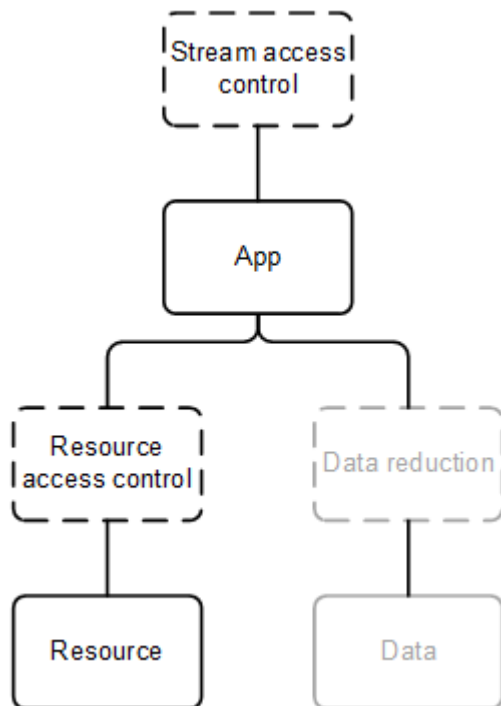 Stream access
control
App
Resource
access control
Data reduction
Resource
Data